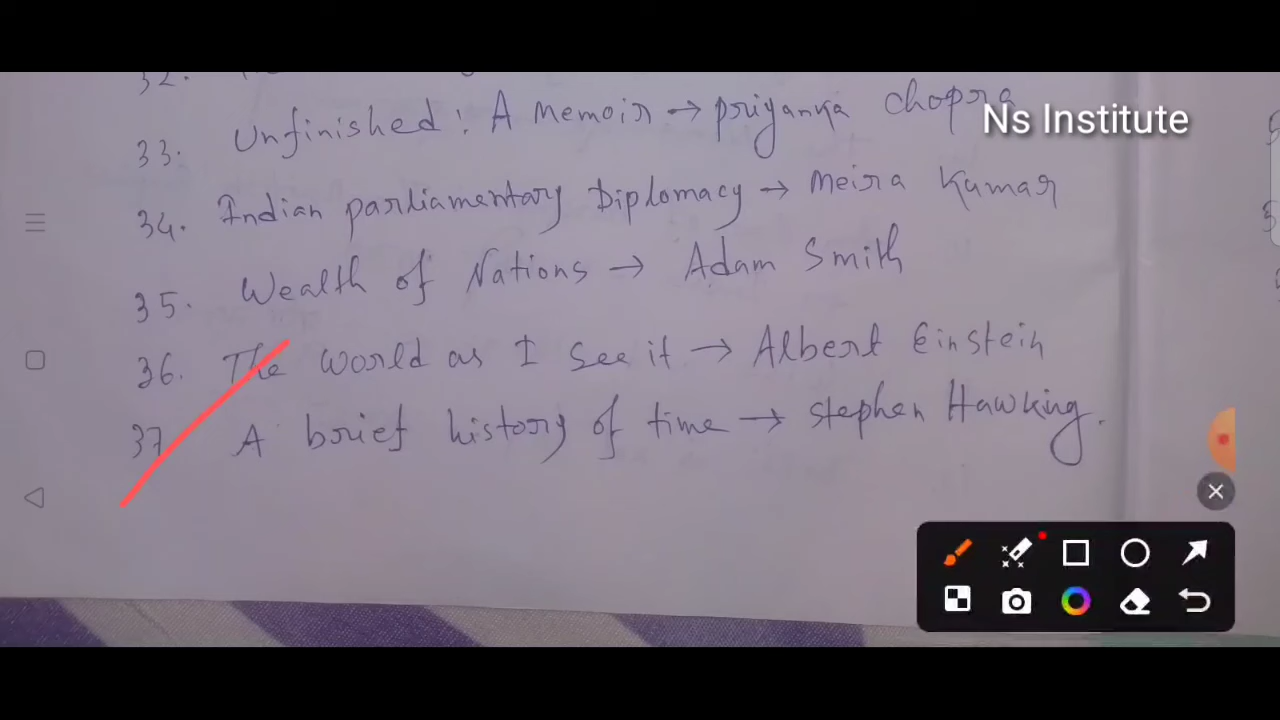 32.
33. Unfinished: A Memoir → priyanka chopra
Ns Institute
34. Indian parliamentary Diplomacy → Meira Kumar
35. Wealth of Nations → Adam Smith
36. The world as I see it → Albert Einstein
37 A brief history of time → Stephen Hawking.